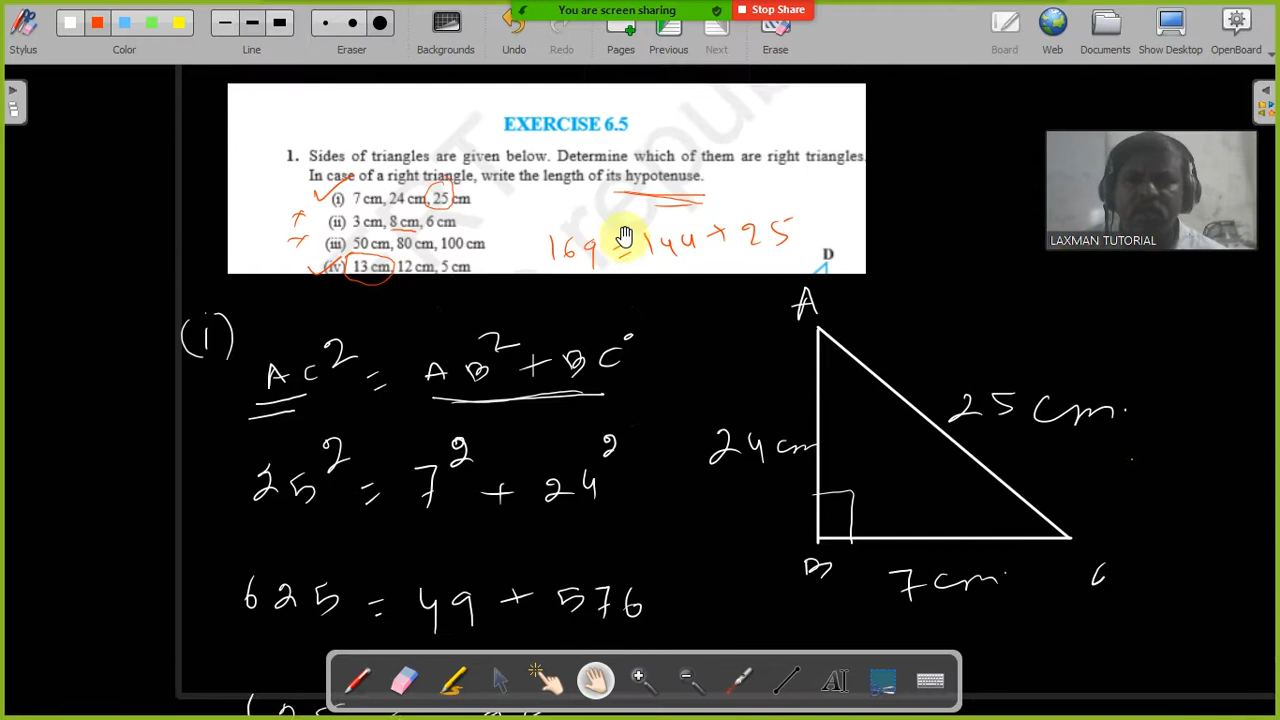 You are screen sharing Stop Share
Stylus Color Line Eraser Backgrounds Undo Redo Pages Previous Next Erase Board Web Documents Show Desktop OpenBoard
EXERCISE 6.5
1. Sides of triangles are given below. Determine which of them are right triangles.
In case of a right triangle, write the length of its hypotenuse.
(i) 7 cm, 24 cm, 25 cm
(ii) 3 cm, 8 cm, 6 cm
(iii) 50 cm, 80 cm, 100 cm
(iv) 13 cm, 12 cm, 5 cm
169 = 144 + 25
D
LAXMAN TUTORIAL
(i)
AC² = AB² + BC²
25² = 7² + 24²
625 = 49 + 576
A
24 cm
25 cm.
B
7 cm.
C